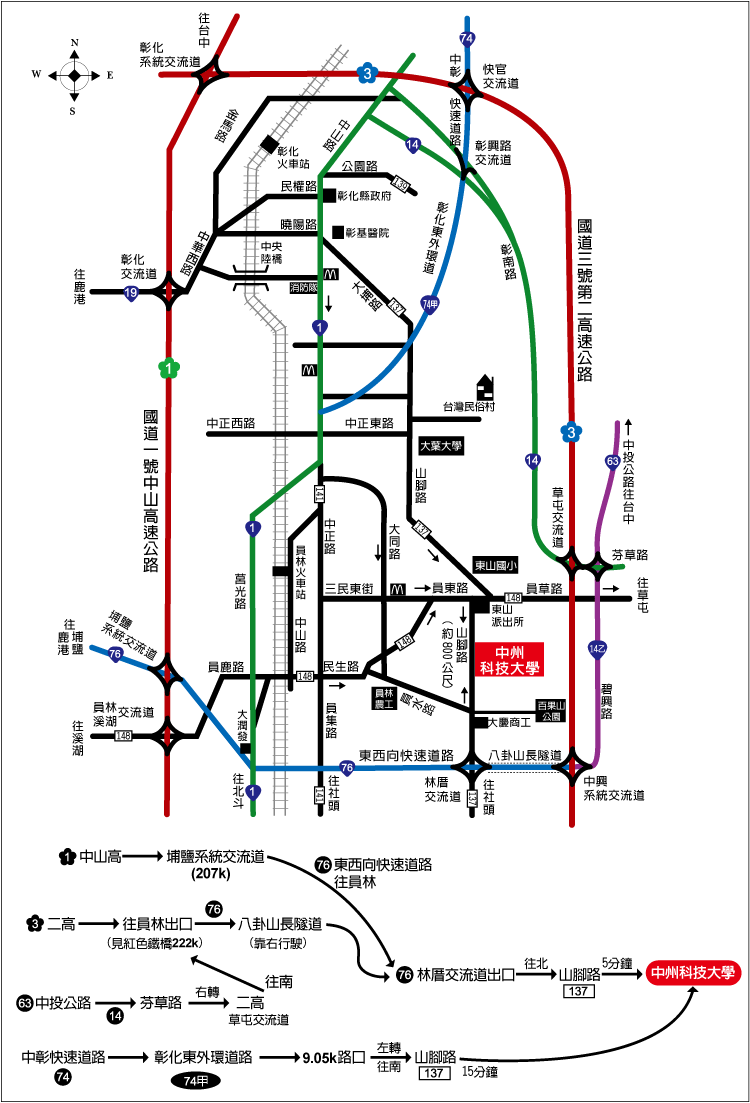 往台中
彰化
系統交流道
N
W
E
S
3
74
中彰
快速道路
快官
交流道
金馬路
彰化
火車站
中山路
14
彰興路
交流道
公園路
139
民權路
彰化縣政府
曉陽路
彰基醫院
彰化東外環道
彰南路
國道三號第二高速公路
中華西路
中央
陸橋
彰化
交流道
往鹿港
19
消防隊
大埔路
137
74甲
1
1
國道一號中山高速公路
台灣民俗村
3
中正西路
中正東路
大葉大學
山腳路
14
63
中投公路往台中
141
中正路
137
大同路
草屯交流道
1
莒光路
員林火車站
東山國小
芬草路
三民東街
員東路
148
員草路
往草屯
東山
派出所
中山路
148
山腳路
(約800公尺)
中州
科技大學
14乙
往鹿港
埔鹽
埔鹽
系統交流道
76
員鹿路
148
民生路
員林
農工
員水路
百果山
公園
碧興路
大慶商工
往溪湖
員林
溪湖
交流道
148
大潤發
員集路
東西向快速道路
76
八卦山長隧道
往北斗
1
往社頭
141
林厝
交流道
137
往社頭
中興
系統交流道
1 中山高
埔鹽系統交流道
(207k)
76 東西向快速道路
往員林
3 二高
往員林出口
(見紅色鐵橋222k)
76
八卦山長隧道
(靠右行駛)
往南
76 林厝交流道出口
往北
山腳路
137
5分鐘
中州科技大學
63 中投公路
14
芬草路
右轉
二高
草屯交流道
中彰快速道路
74
彰化東外環道路
74甲
9.05k路口
左轉
往南
山腳路
137
15分鐘